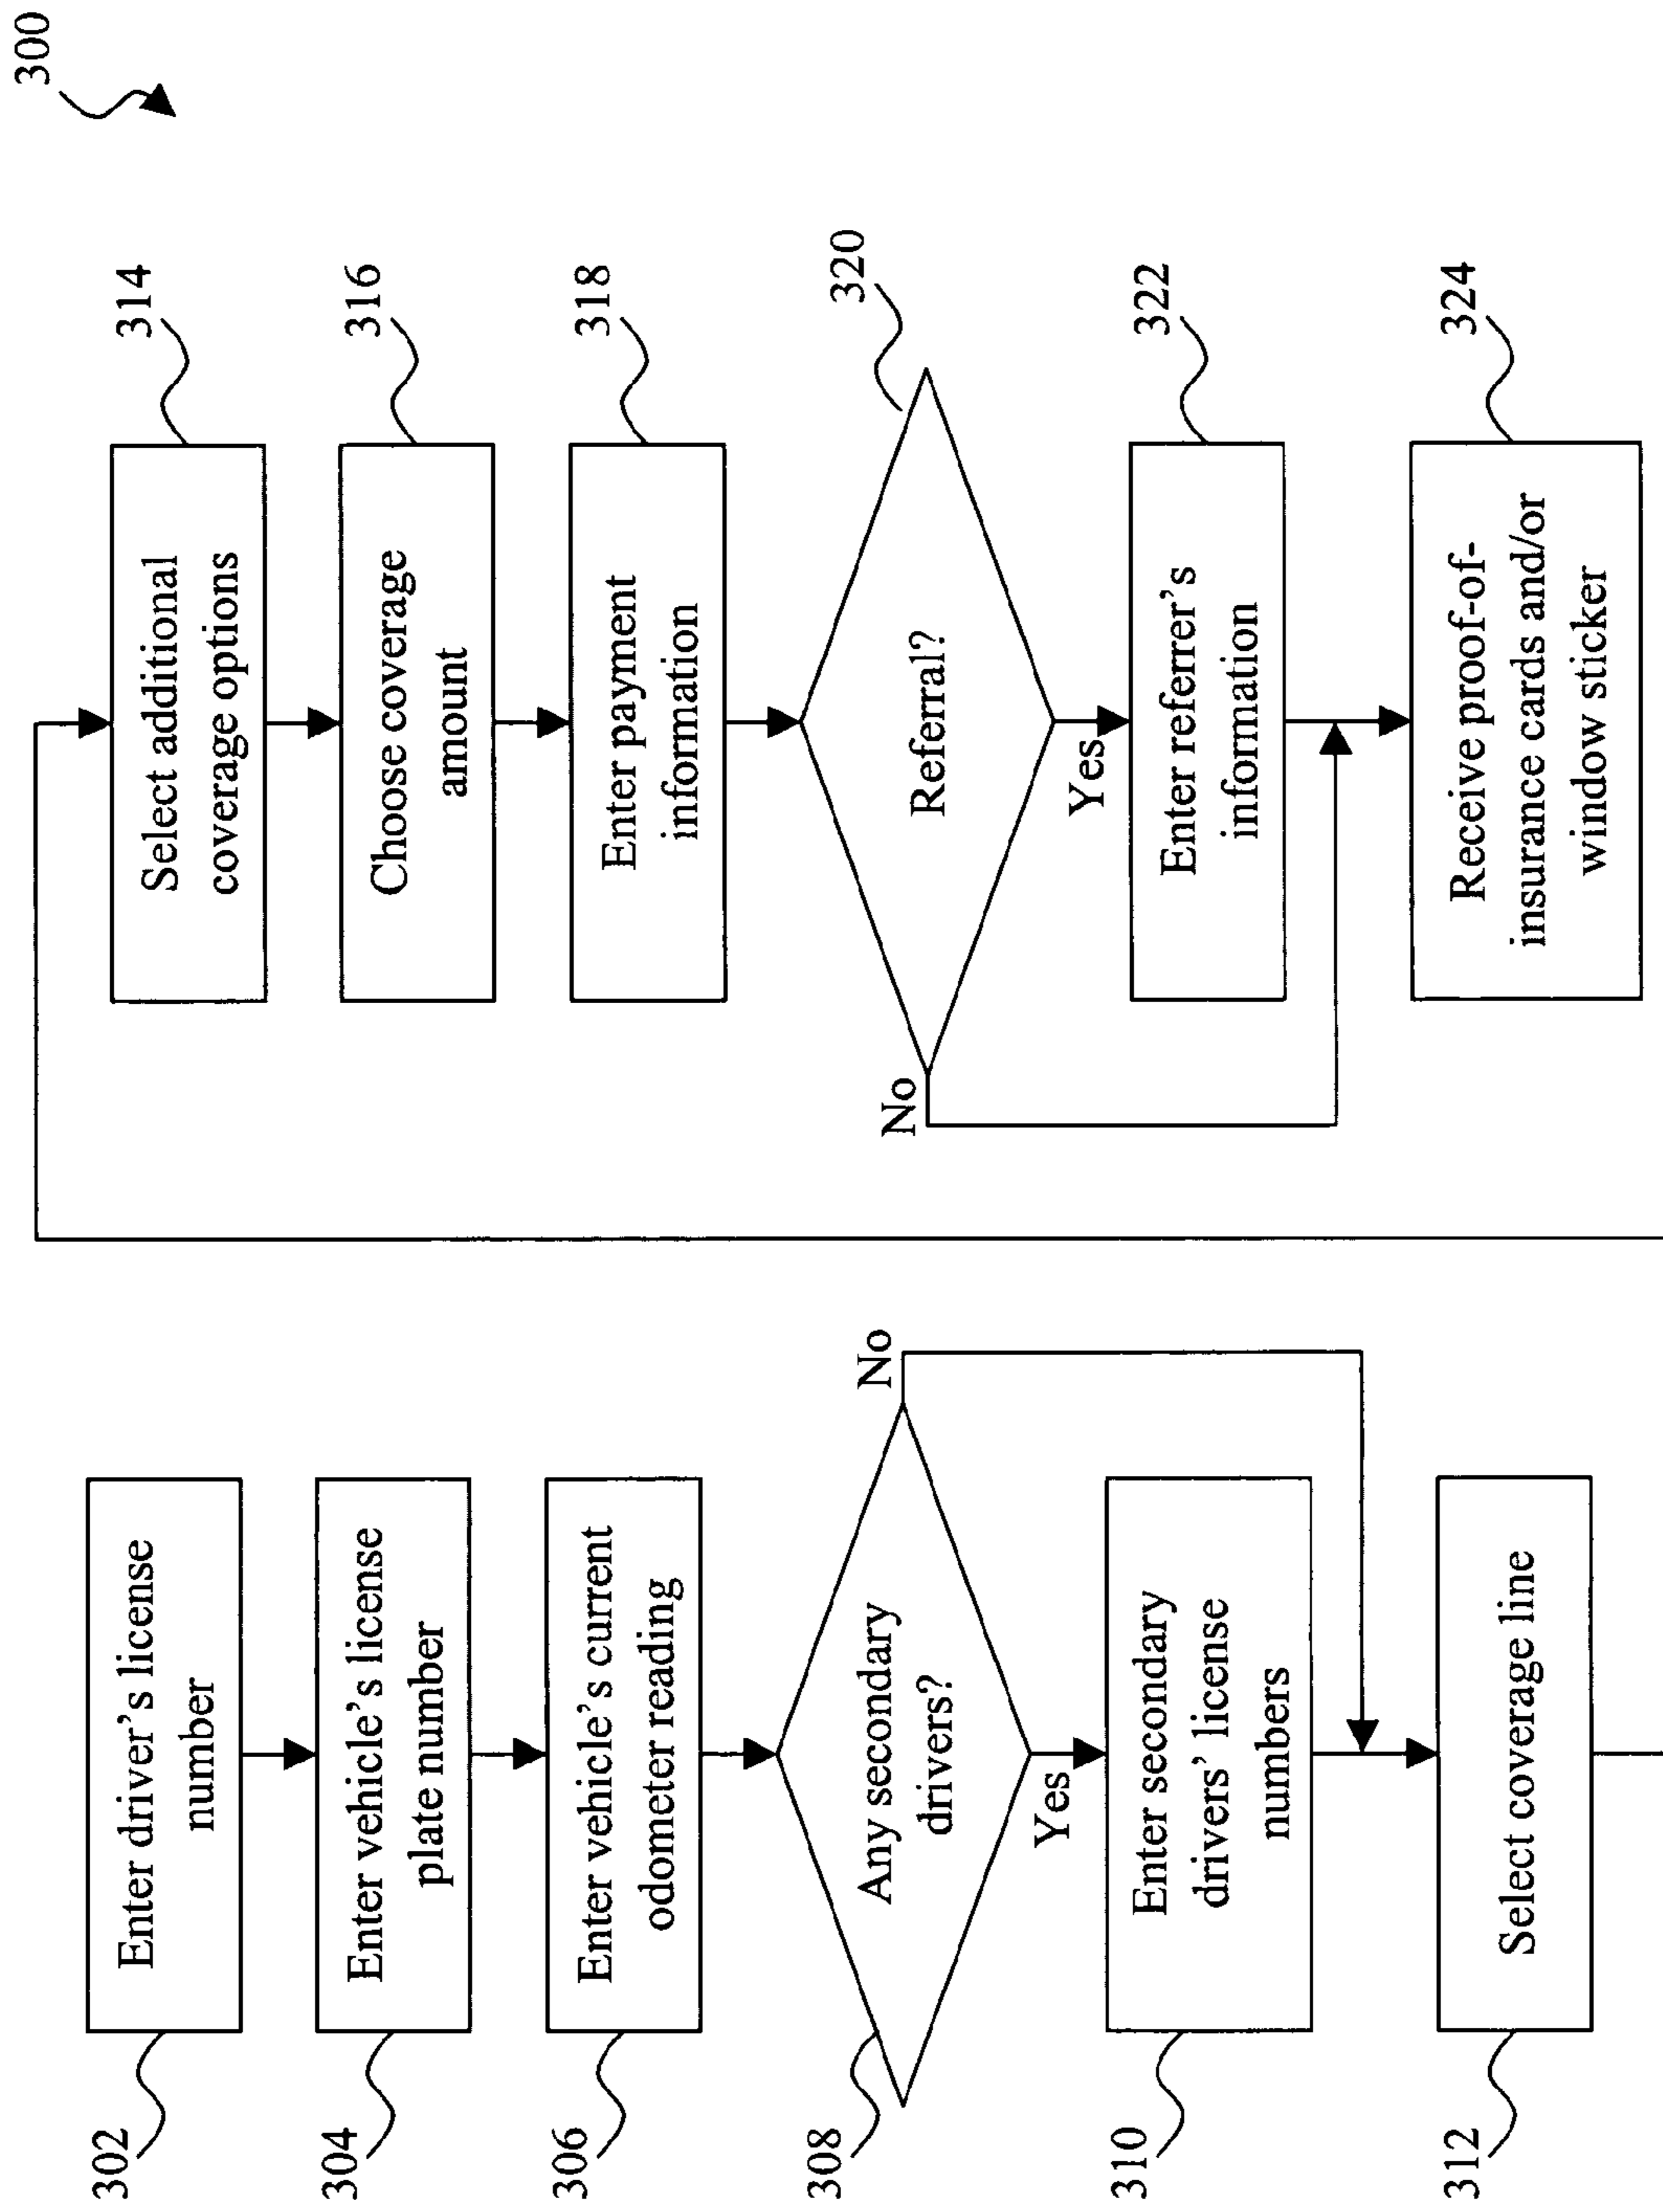 300
302
Enter driver's license
number
304
Enter vehicle's license
plate number
306
Enter vehicle's current
odometer reading
308
Any secondary
drivers?
No
Yes
310
Enter secondary
drivers' license
numbers
312
Select coverage line
314
Select additional
coverage options
316
Choose coverage
amount
318
Enter payment
information
320
Referral?
No
Yes
322
Enter referrer's
information
324
Receive proof-of-
insurance cards and/or
window sticker